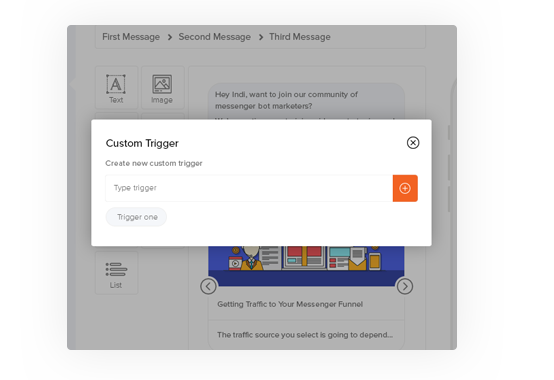 First Message > Second Message > Third Message
Text
Image
Hey Indi, want to join our community of
messenger bot marketers?
Custom Trigger
Create new custom trigger
Type trigger
Trigger one
List
Getting Traffic to Your Messenger Funnel
The traffic source you select is going to depend...